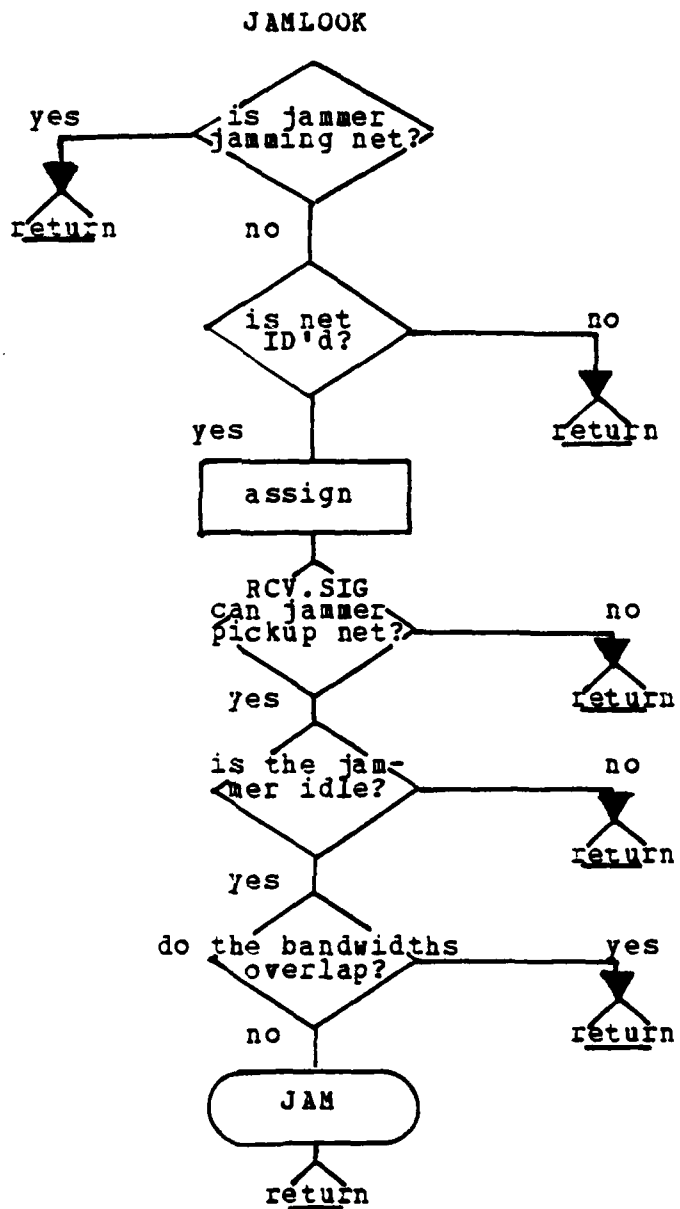 JAMLOOK
yes
is jammer
jamming net?
return
no
is net
ID'd?
no
return
yes
assign
RCV.SIG
can jammer
pickup net?
no
return
yes
is the jam-
mer idle?
no
return
yes
do the bandwidths
overlap?
yes
return
no
JAM
return